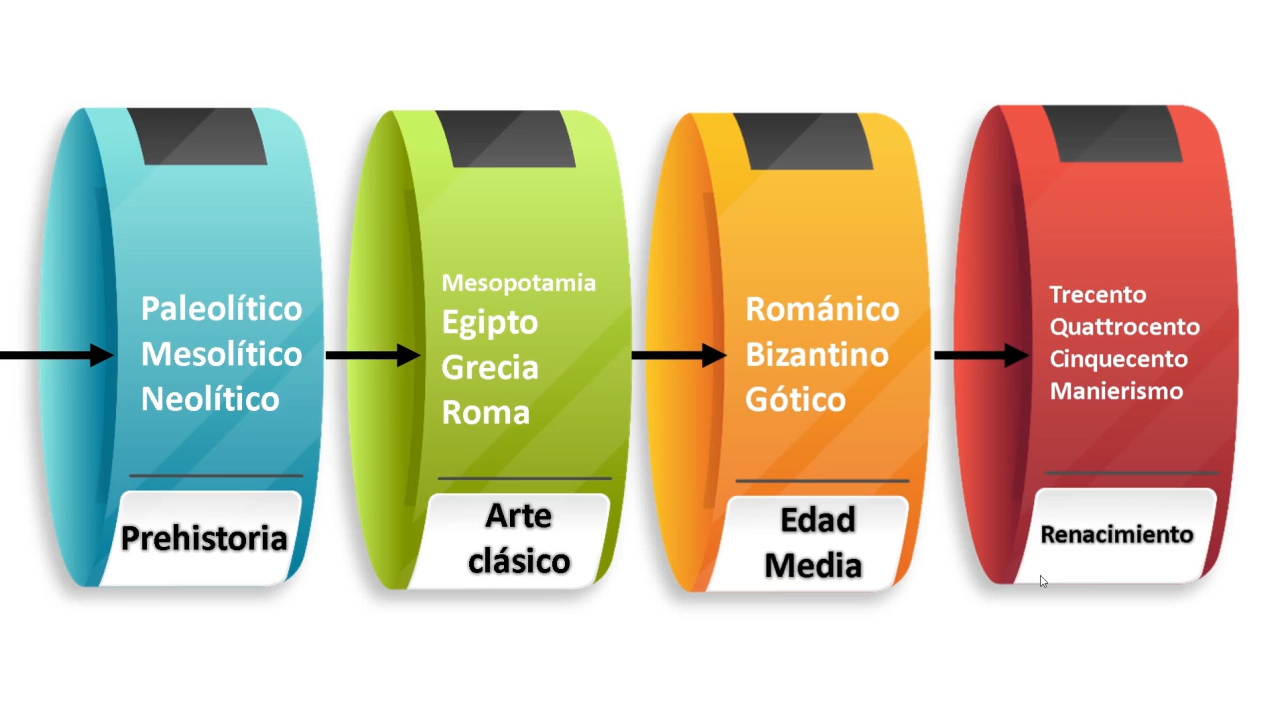 Paleolítico
Mesolítico
Neolítico
Prehistoria
Mesopotamia
Egipto
Grecia
Roma
Arte
clásico
Románico
Bizantino
Gótico
Edad
Media
Trecento
Quattrocento
Cinquecento
Manierismo
Renacimiento